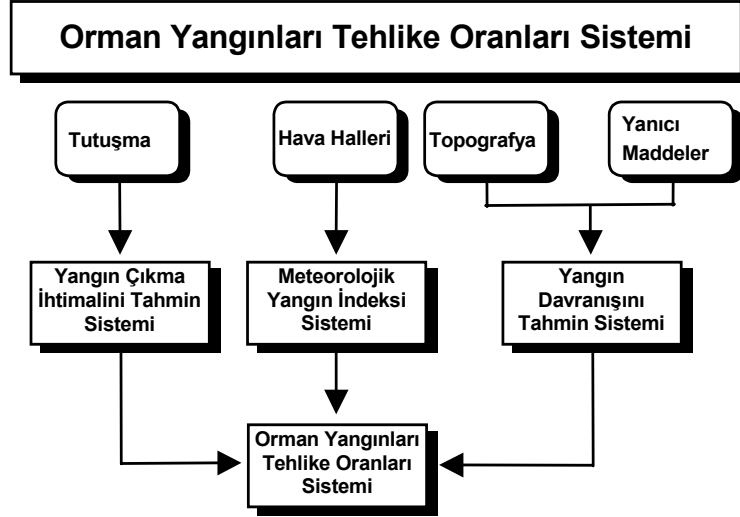 Orman Yangınları Tehlike Oranları Sistemi
Tutuşma
Hava Halleri
Topografya
Yanıcı
Maddeler
Yangın Çıkma
İhtimalini Tahmin
Sistemi
Meteorolojik
Yangın İndeksi
Sistemi
Yangın
Davranışını
Tahmin Sistemi
Orman Yangınları
Tehlike Oranları
Sistemi